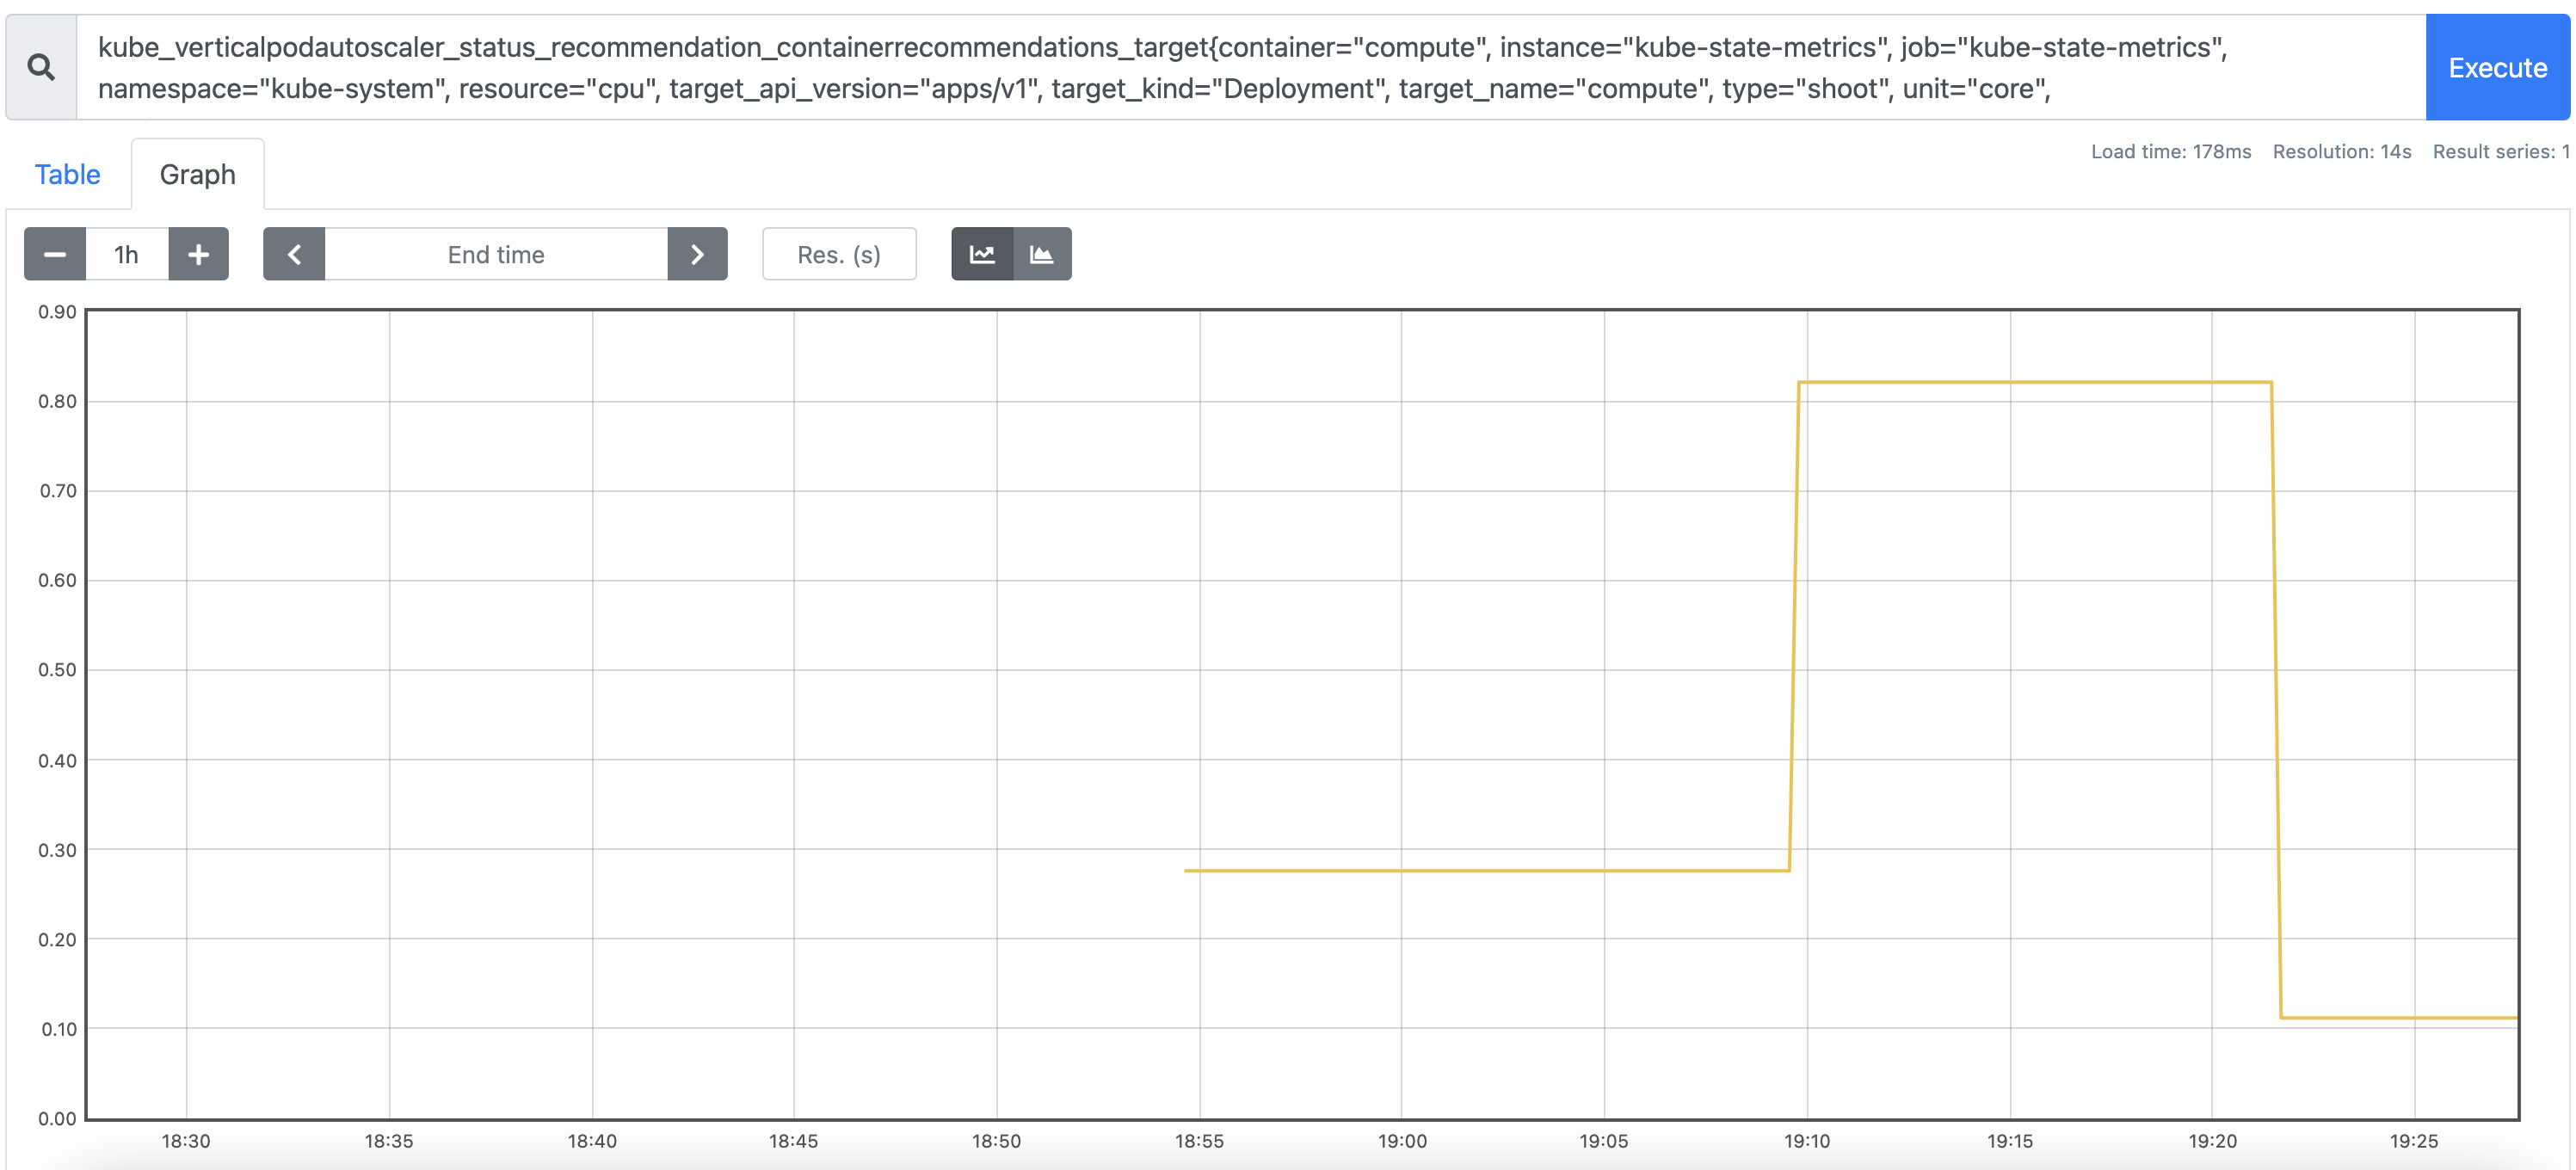 kube_verticalpodautoscaler_status_recommendation_containerrecommendations_target{container="compute", instance="kube-state-metrics", job="kube-state-metrics",
namespace="kube-system", resource="cpu", target_api_version="apps/v1", target_kind="Deployment", target_name="compute", type="shoot", unit="core",
Execute
Table
Graph
Load time: 178ms Resolution: 14s Result series: 1
1h
End time
Res. (s)
0.90
0.80
0.70
0.60
0.50
0.40
0.30
0.20
0.10
0.00
18:30 18:35 18:40 18:45 18:50 18:55 19:00 19:05 19:10 19:15 19:20 19:25